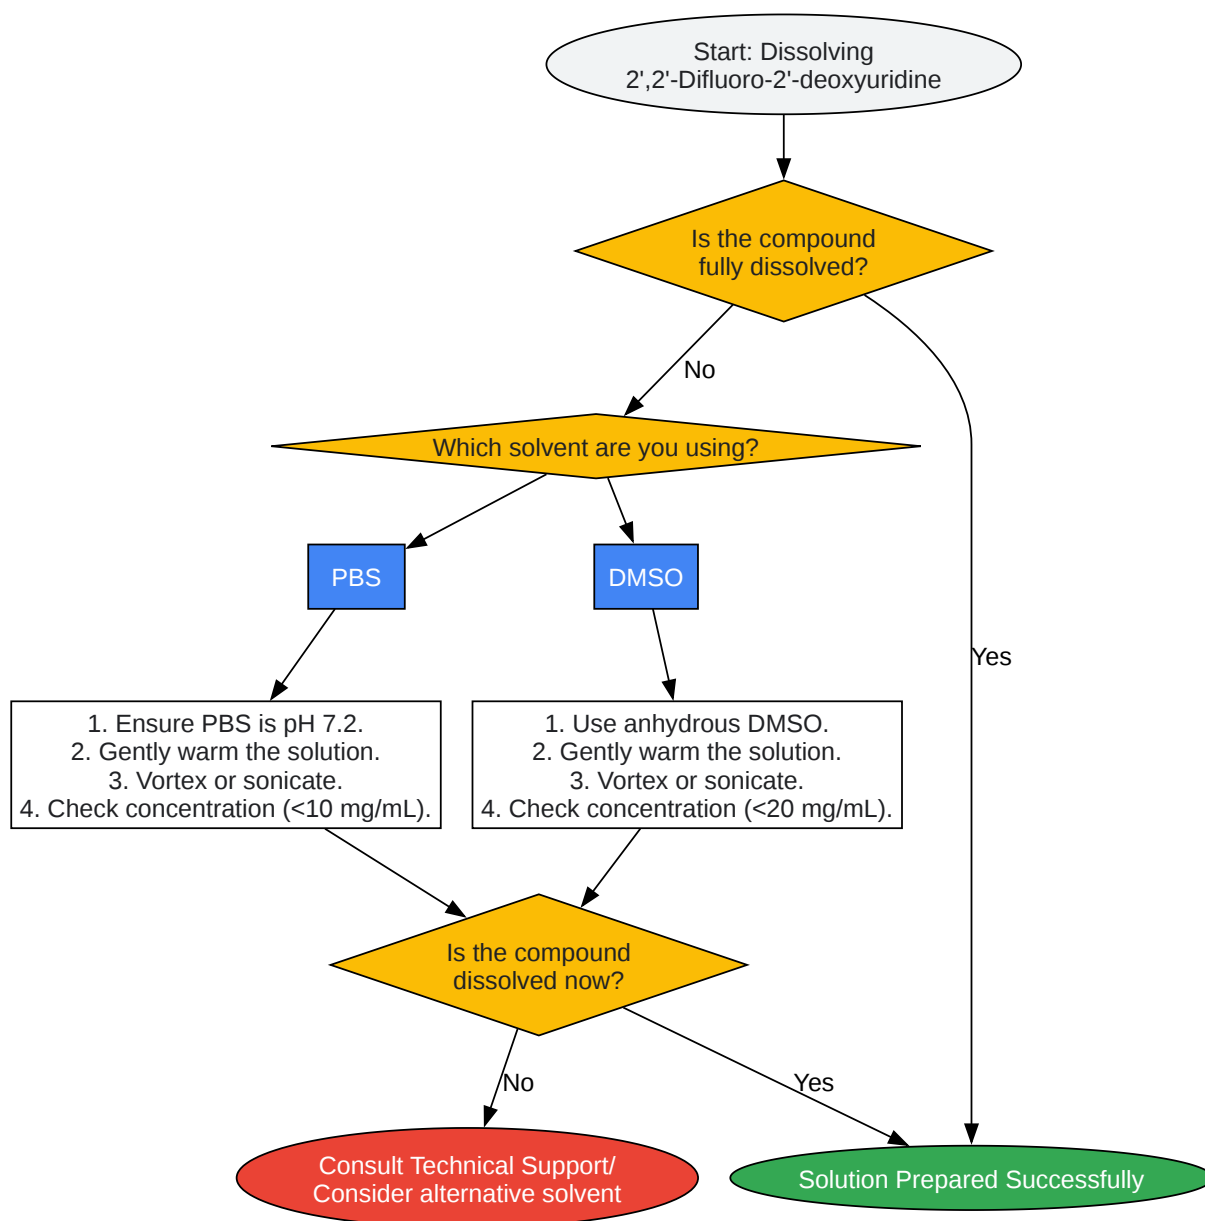 Start: Dissolving
2',2'-Difluoro-2'-deoxyuridine
Is the compound
fully dissolved?
No
Which solvent are you using?
PBS
DMSO
Yes
1. Ensure PBS is pH 7.2.
2. Gently warm the solution.
3. Vortex or sonicate.
4. Check concentration (<10 mg/mL).
1. Use anhydrous DMSO.
2. Gently warm the solution.
3. Vortex or sonicate.
4. Check concentration (<20 mg/mL).
Is the compound
dissolved now?
No
Yes
Consult Technical Support/
Consider alternative solvent
Solution Prepared Successfully